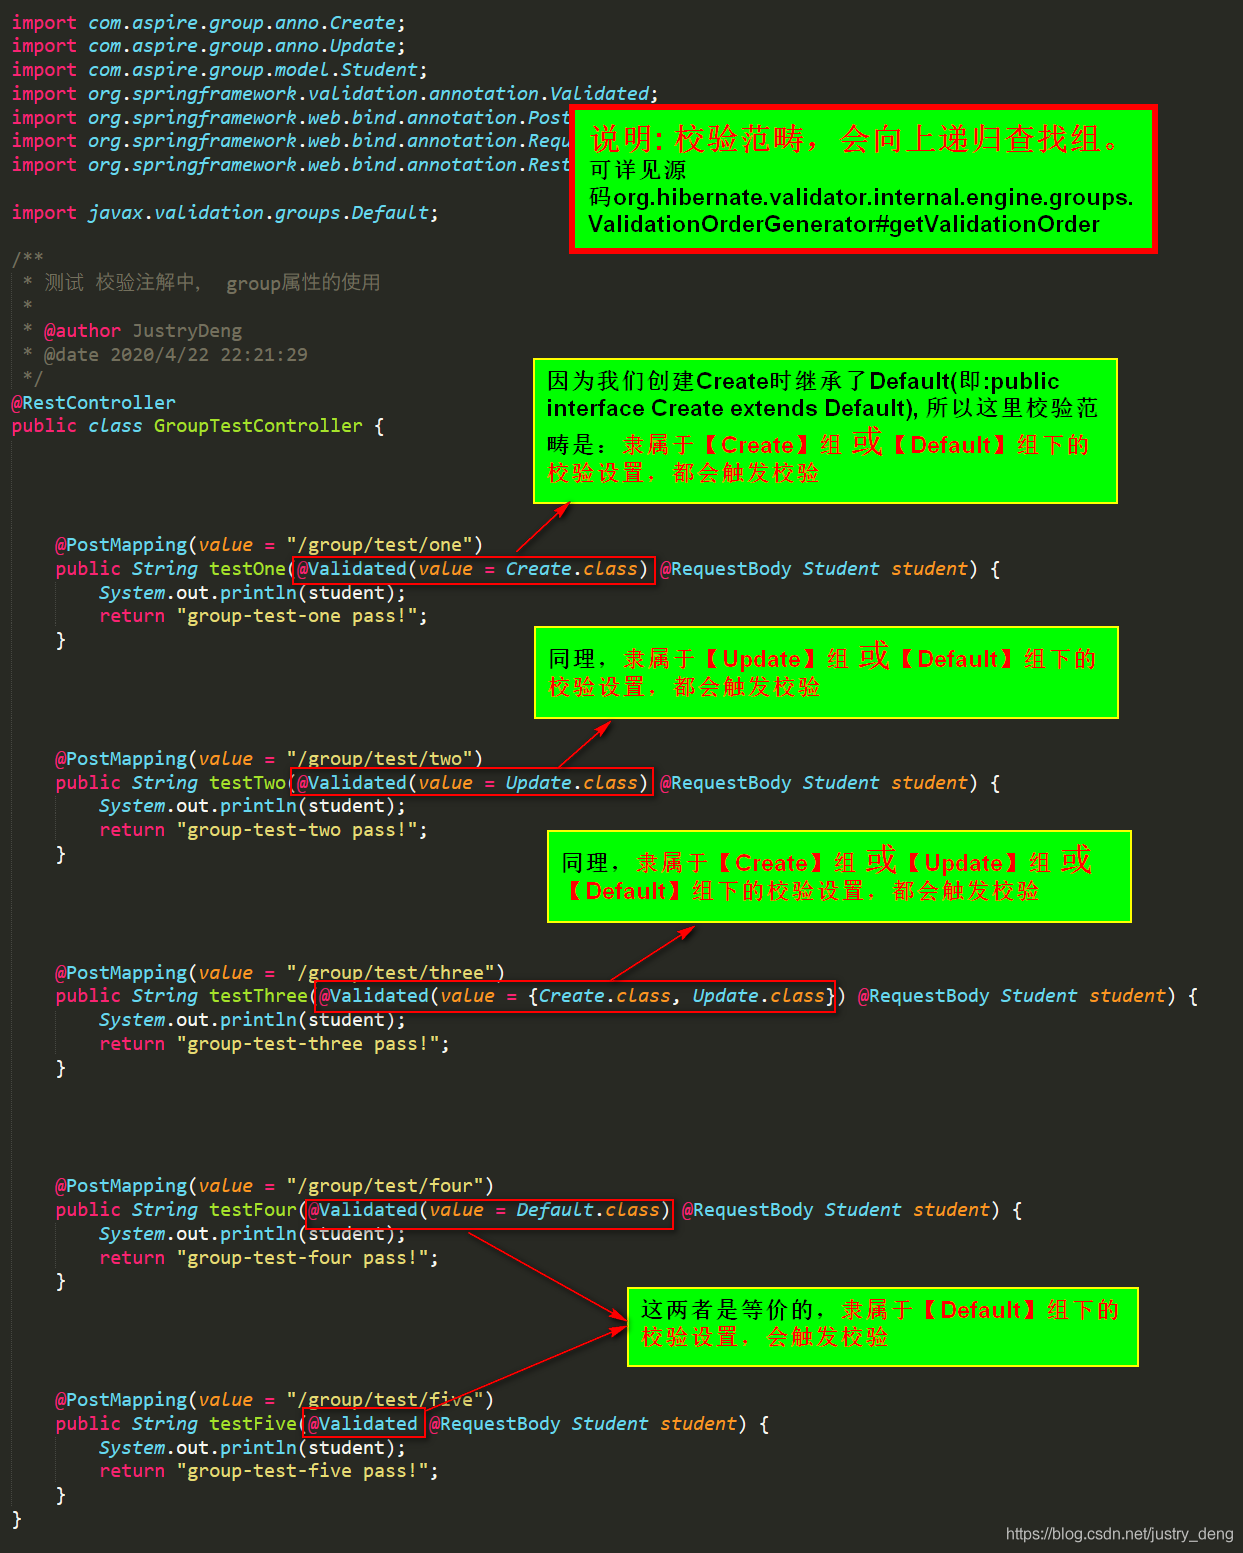 import com.aspire.group.anno.Create;
import com.aspire.group.anno.Update;
import com.aspire.group.model.Student;
import org.springframework.validation.annotation.Validated;
import org.springframework.web.bind.annotation.Post
import org.springframework.web.bind.annotation.Requ
import org.springframework.web.bind.annotation.Rest
说明: 校验范畴，会向上递归查找组。
可详见源
码org.hibernate.validator.internal.engine.groups.
ValidationOrderGenerator#getValidationOrder
import javax.validation.groups.Default;
/**
* 测试 校验注解中, group属性的使用
*
* @author JustryDeng
* @date 2020/4/22 22:21:29
*/
@RestController
public class GroupTestController {
因为我们创建Create时继承了Default(即:public
interface Create extends Default), 所以这里校验范
畴是：隶属于【Create】组 或【Default】组下的
校验设置．都会触发校验
@PostMapping(value = "/group/test/one")
public String testOne(@Validated(value = Create.class) @RequestBody Student student) {
System.out.println(student);
return "group-test-one pass!";
}
同理，隶属于【Update】组 或【Default】组下的
校验设置．都会触发校验
@PostMapping(value = "/group/test/two")
public String testTwo(@Validated(value = Update.class) @RequestBody Student student) {
System.out.println(student);
return "group-test-two pass!";
}
同理，隶属于【Create】组 或【Update】组 或
【Default】组下的校验设置．都会触发校验
@PostMapping(value = "/group/test/three")
public String testThree(@Validated(value = {Create.class, Update.class}) @RequestBody Student student) {
System.out.println(student);
return "group-test-three pass!";
}
@PostMapping(value = "/group/test/four")
public String testFour(@Validated(value = Default.class) @RequestBody Student student) {
System.out.println(student);
return "group-test-four pass!";
}
这两者是等价的，隶属于【Default】组下的
校验设置．会触发校验
@PostMapping(value = "/group/test/five")
public String testFive(@Validated @RequestBody Student student) {
System.out.println(student);
return "group-test-five pass!";
}
}
https://blog.csdn.net/justry_deng